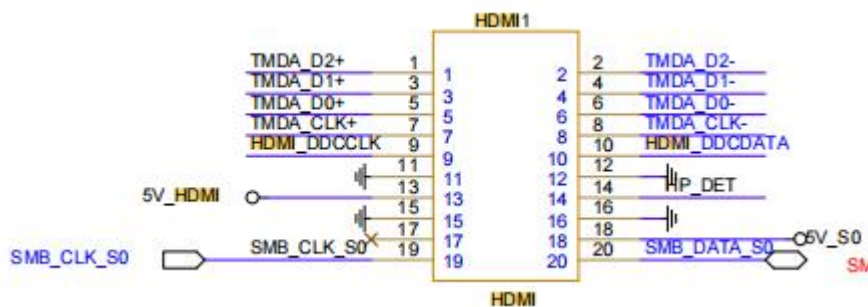 HDMI1
TMDA_D2+ 1 1 2 2 TMDA_D2-
TMDA_D1+ 3 3 4 4 TMDA_D1-
TMDA_D0+ 5 5 6 6 TMDA_D0-
TMDA_CLK+ 7 7 8 8 TMDA_CLK-
HDMI_DDCCLK 9 9 10 10 HDMI_DDCDATA
11 11 12 12
5V_HDMI 13 13 14 14 HP_DET
15 15 16 16
17 17 18 18 5V_S0
SMB_CLK_S0 SMB_CLK_S0 19 19 20 20 SMB_DATA_S0
SM
HDMI